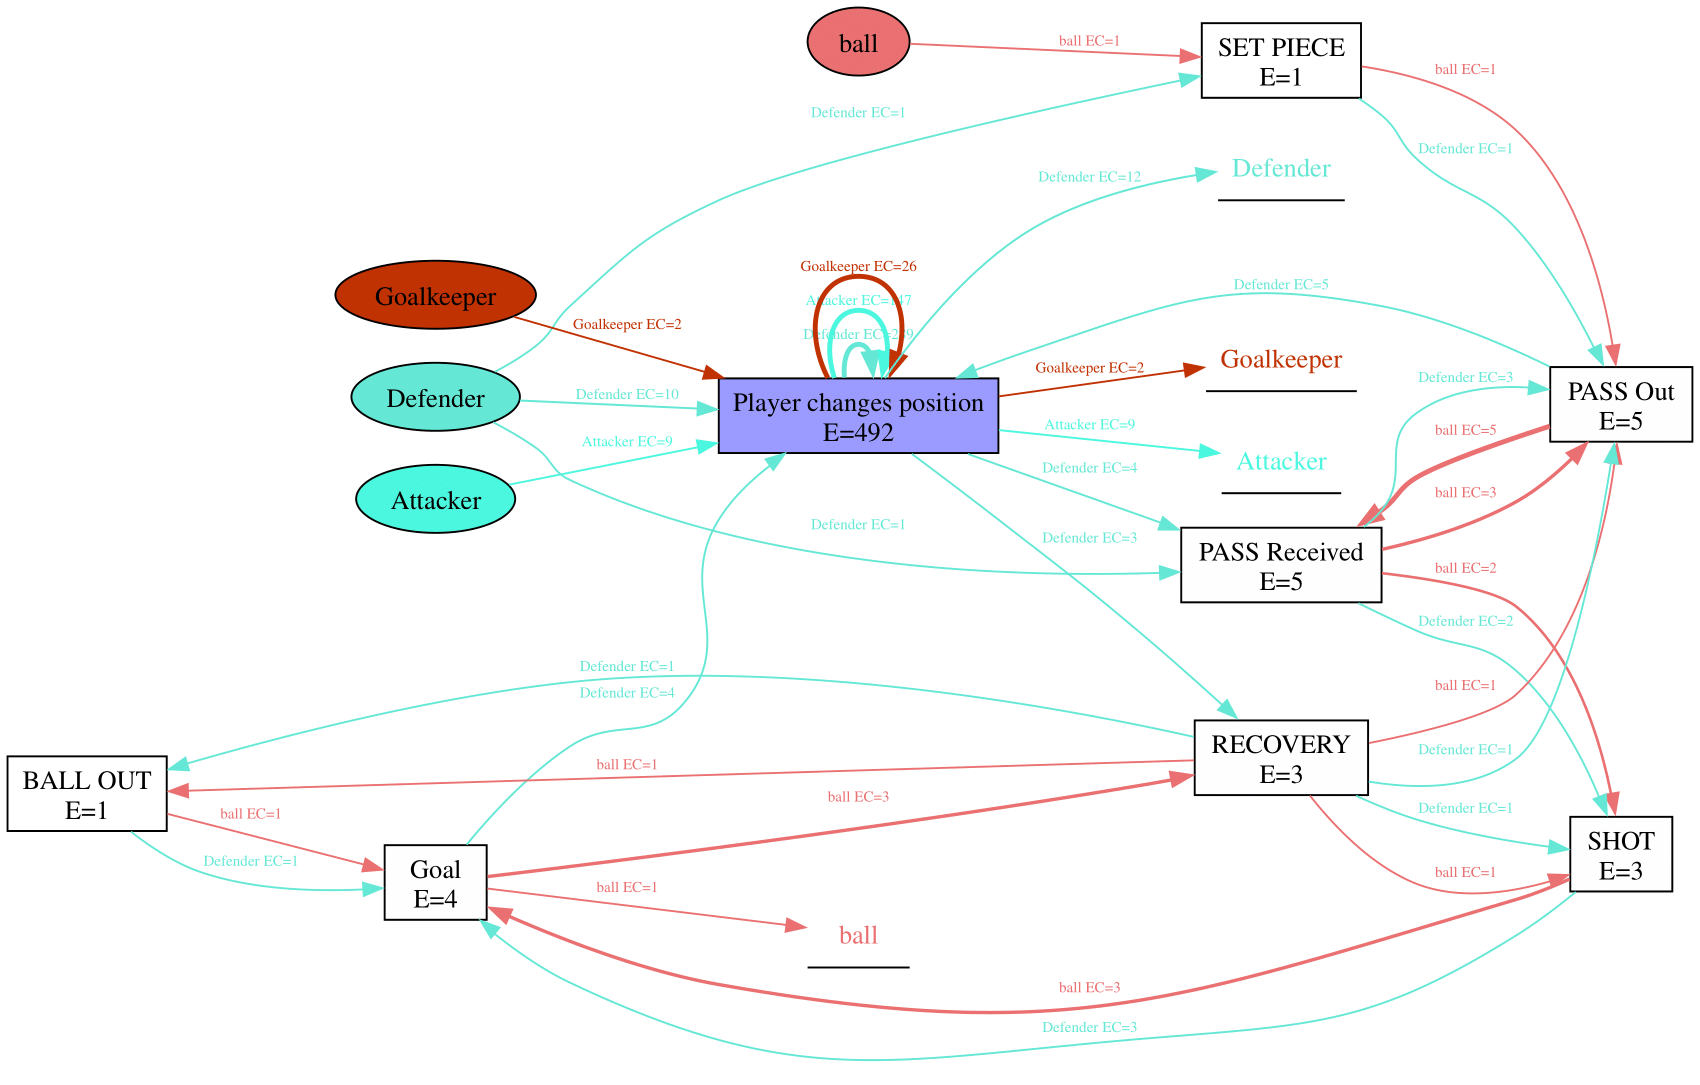 ball
ball EC=1
SET PIECE
E=1
ball EC=1
Defender EC=1
Defender EC=1
Defender EC=12
Defender
Goalkeeper
Goalkeeper EC=26
Defender EC=5
Attacker
Defender
Goalkeeper EC=2
Goalkeeper EC=2
Goalkeeper
Defender
Defender EC=10
Player changes position
E=492
Defender EC=3
PASS Out
E=5
Attacker EC=9
Attacker EC=9
Attacker
ball EC=5
Attacker
Defender EC=4
ball EC=3
Defender EC=1
Defender EC=3
PASS Received
E=5
ball EC=2
Defender EC=2
Defender EC=1
Defender EC=4
ball EC=1
RECOVERY
E=3
Defender EC=1
ball EC=1
BALL OUT
E=1
ball EC=3
Defender EC=1
ball EC=1
SHOT
E=3
Defender EC=1
Goal
E=4
ball EC=1
ball EC=1
ball
ball EC=3
Defender EC=3